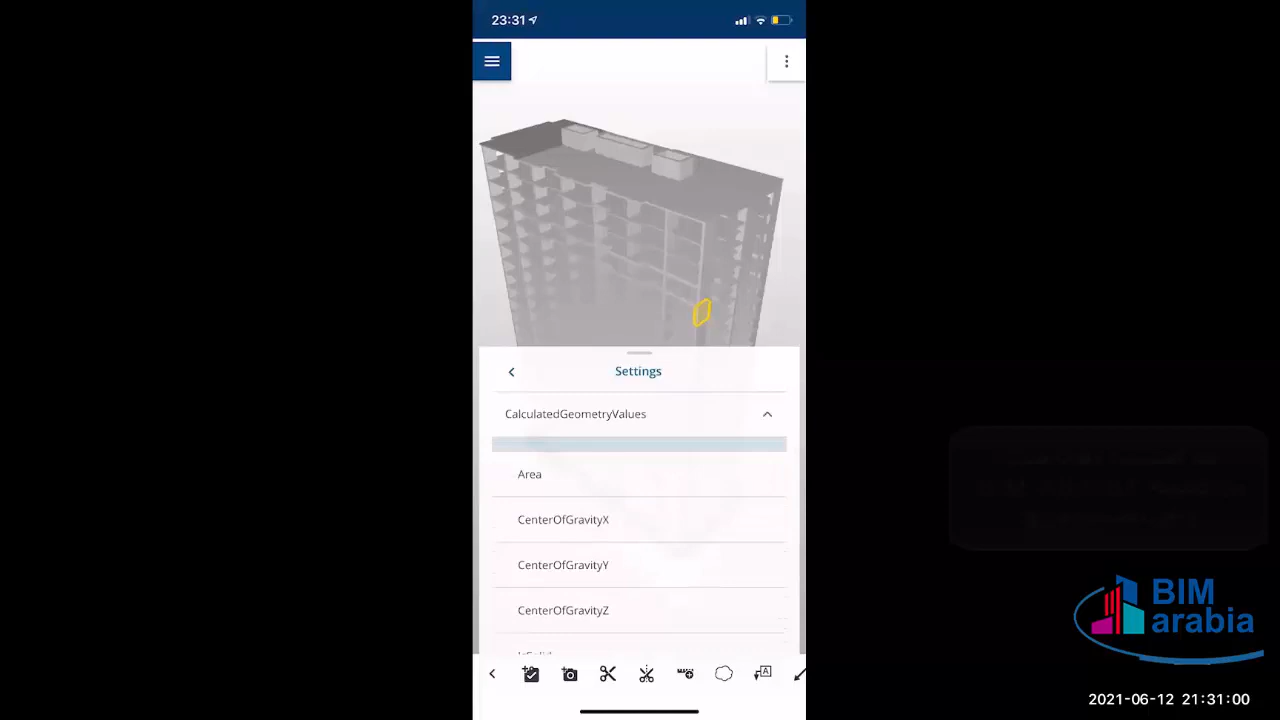 23:31
Settings
CalculatedGeometryValues
Area
CenterOfGravityX
CenterOfGravityY
CenterOfGravityZ
A
BIM
arabia
2021-06-12 21:31:00